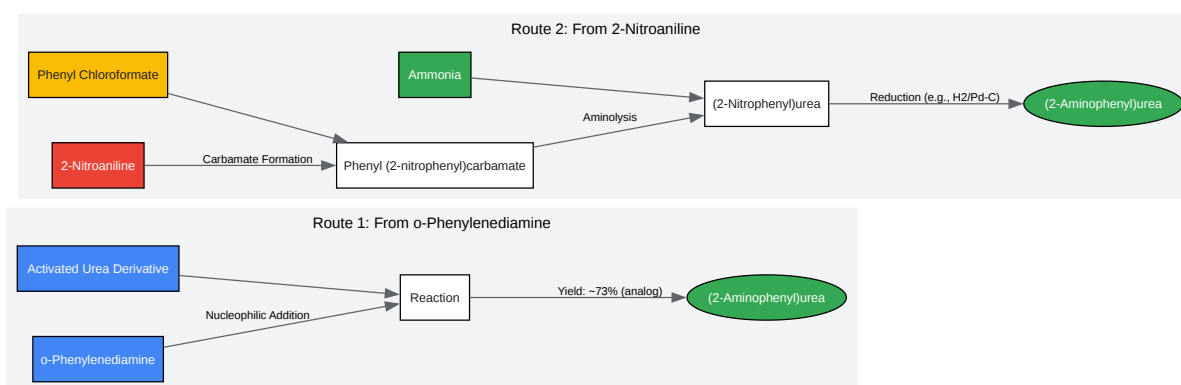 Route 2: From 2-Nitroaniline
Phenyl Chloroformate
Ammonia
(2-Nitrophenyl)urea
Reduction (e.g., H2/Pd-C)
(2-Aminophenyl)urea
Aminolysis
2-Nitroaniline
Carbamate Formation
Phenyl (2-nitrophenyl)carbamate
Route 1: From o-Phenylenediamine
Activated Urea Derivative
Reaction
Yield: ~73% (analog)
(2-Aminophenyl)urea
Nucleophilic Addition
o-Phenylenediamine